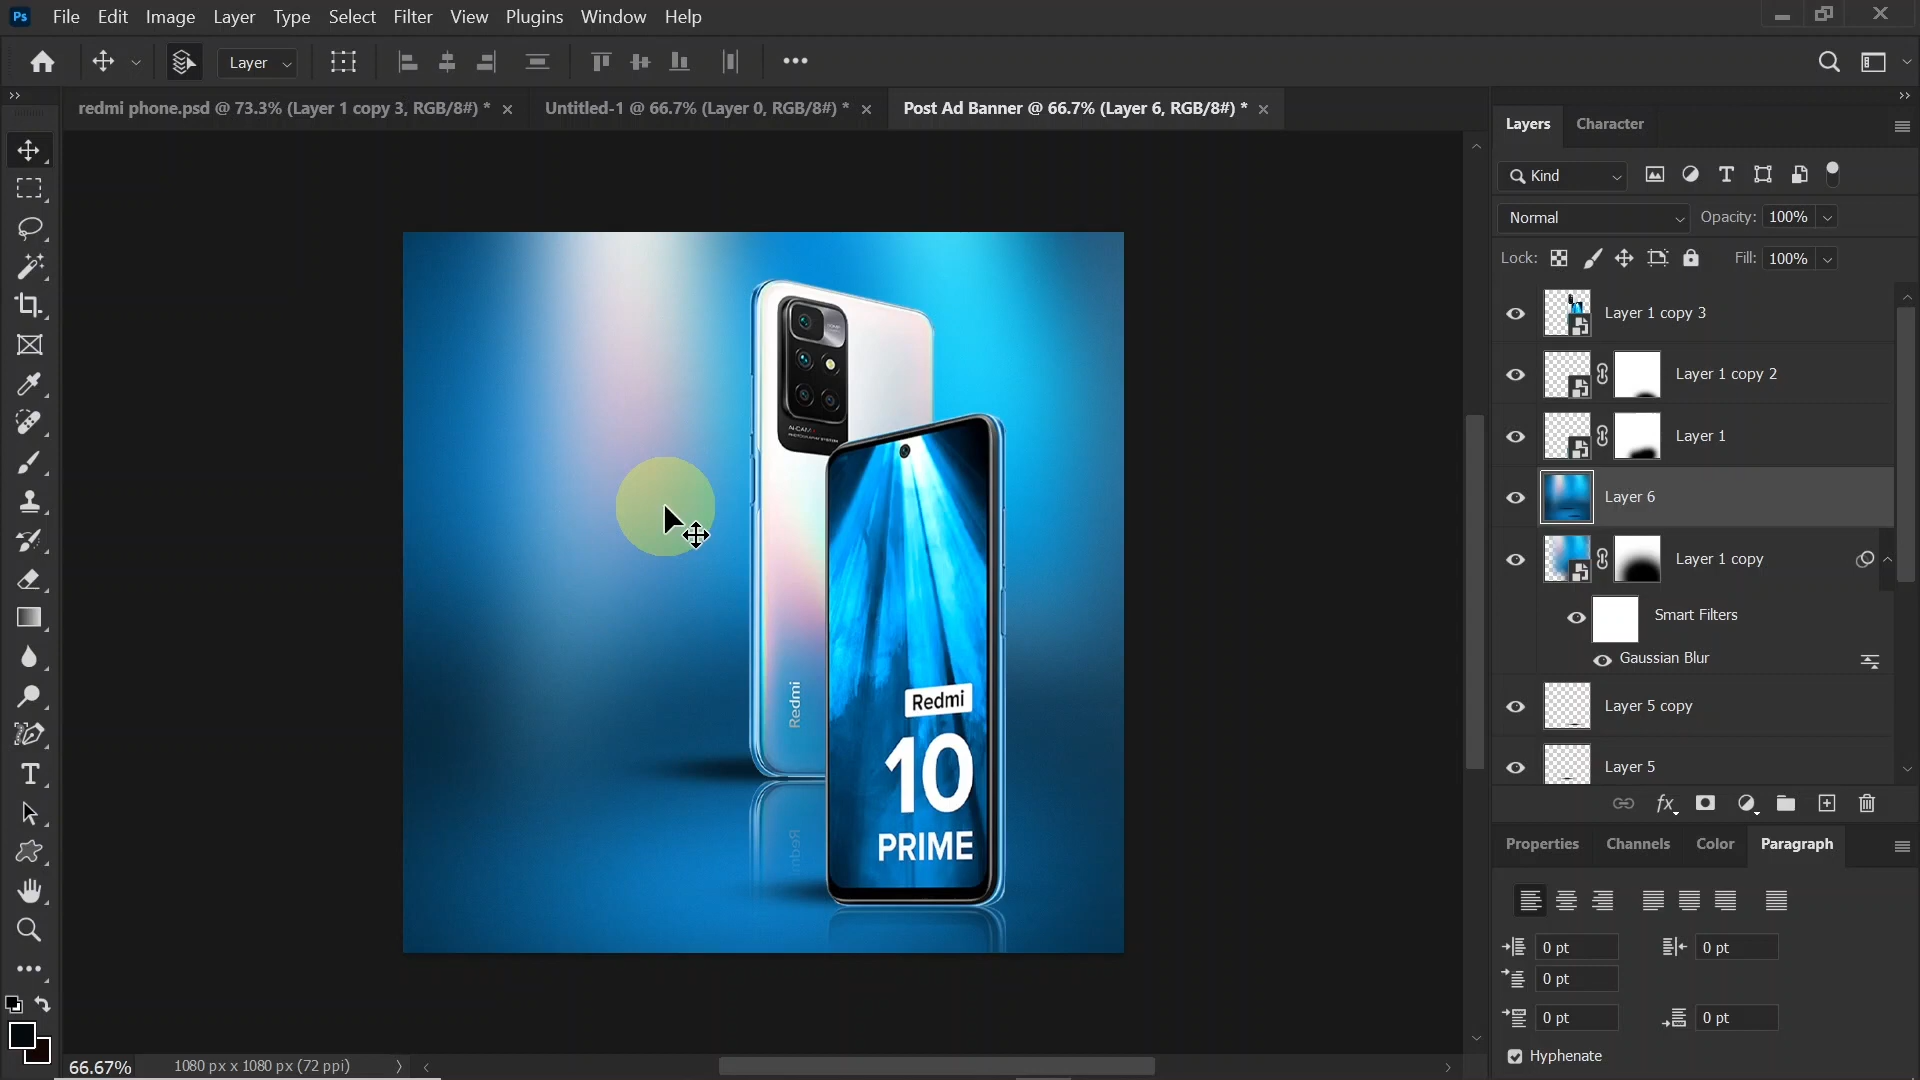 Ps File Edit Image Layer Type Select Filter View Plugins Window Help
Layer
redmi phone.psd @ 73.3% (Layer 1 copy 3, RGB/8#) *
Untitled-1 @ 66.7% (Layer 0, RGB/8#) *
Post Ad Banner @ 66.7% (Layer 6, RGB/8#) *
Layers Character
Kind
Normal Opacity: 100%
Lock: Fill: 100%
Layer 1 copy 3
Layer 1 copy 2
Layer 1
Layer 6
Layer 1 copy
Smart Filters
Gaussian Blur
Layer 5 copy
Layer 5
AI-CAM
PHOTOGRAPHY SYSTEM
Redmi
Redmi
10
PRIME
Redmi
Properties Channels Color Paragraph
0 pt 0 pt
0 pt
0 pt 0 pt
Hyphenate
66.67% 1080 px x 1080 px (72 ppi)